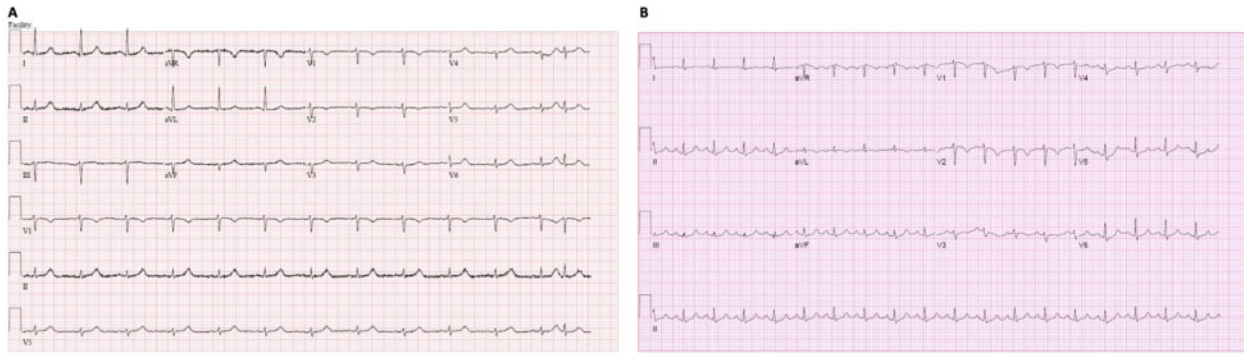 A
Facility:
I aVR V1 V4
II aVL V2 V5
III aVF V3 V6
V1
II
V5
B
I aVR V1 V4
II aVL V2 V5
III aVF V3 V6
II